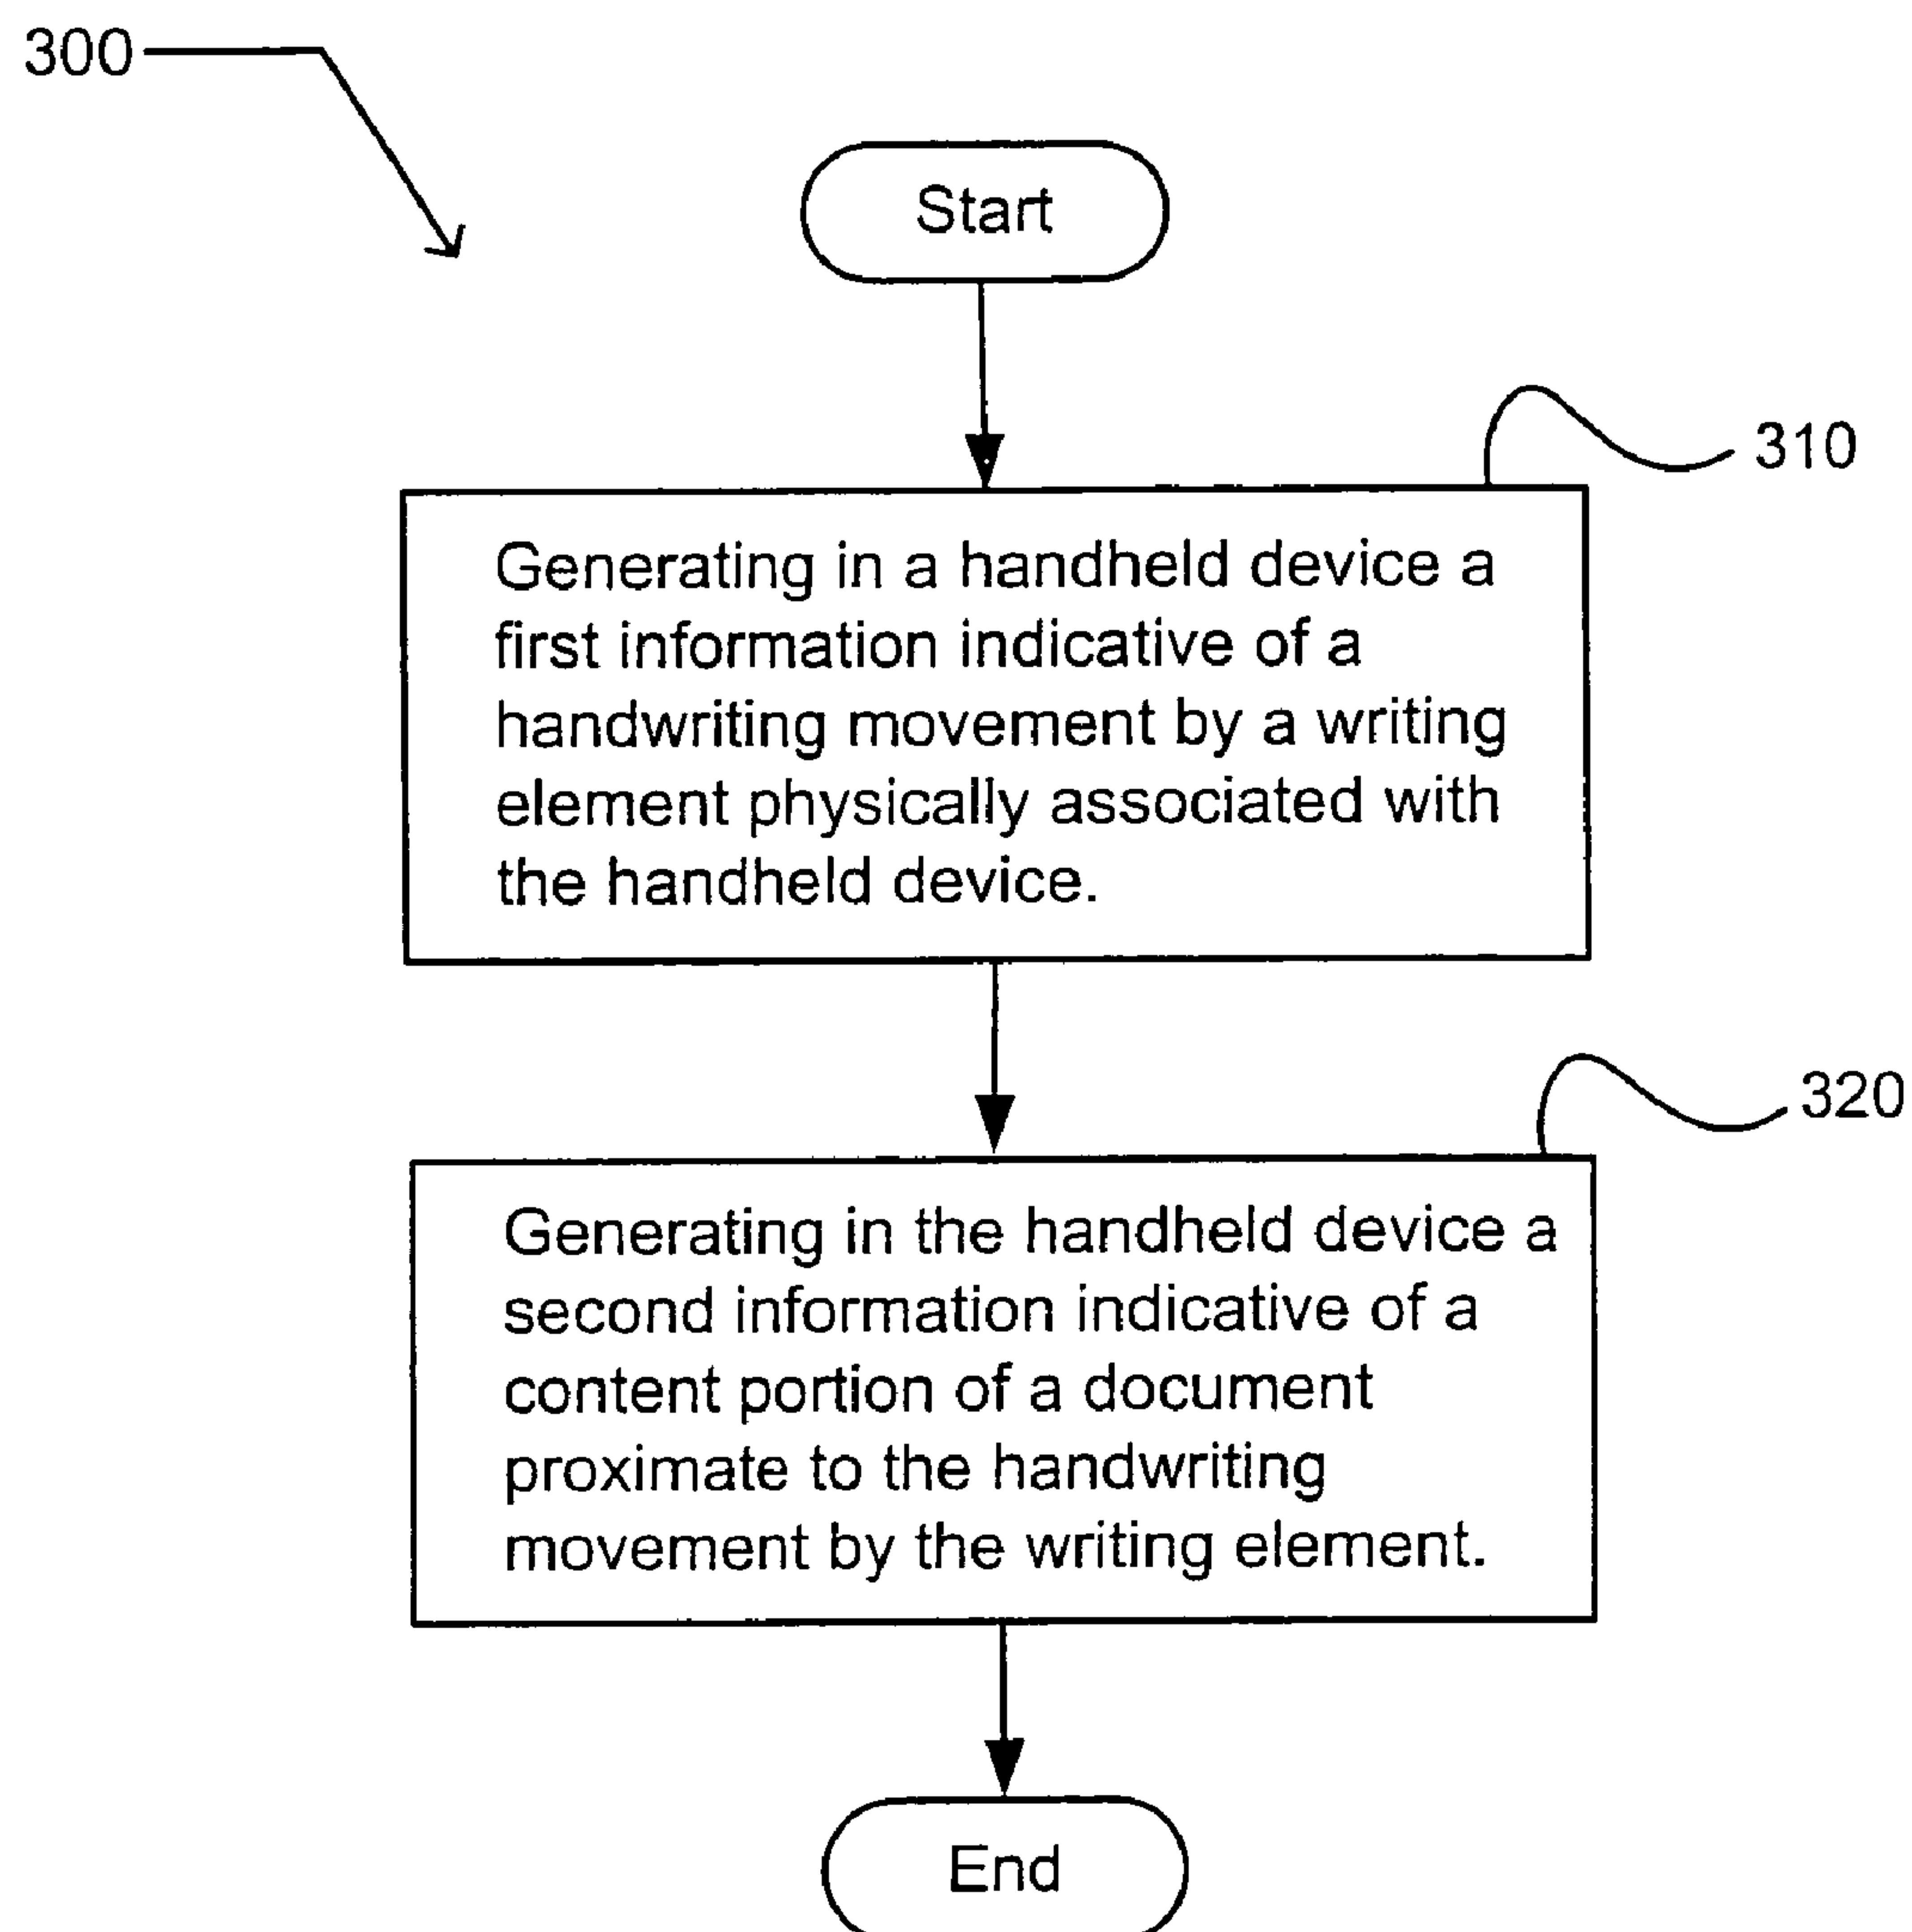 300
Start
310
Generating in a handheld device a
first information indicative of a
handwriting movement by a writing
element physically associated with
the handheld device.
320
Generating in the handheld device a
second information indicative of a
content portion of a document
proximate to the handwriting
movement by the writing element.
End